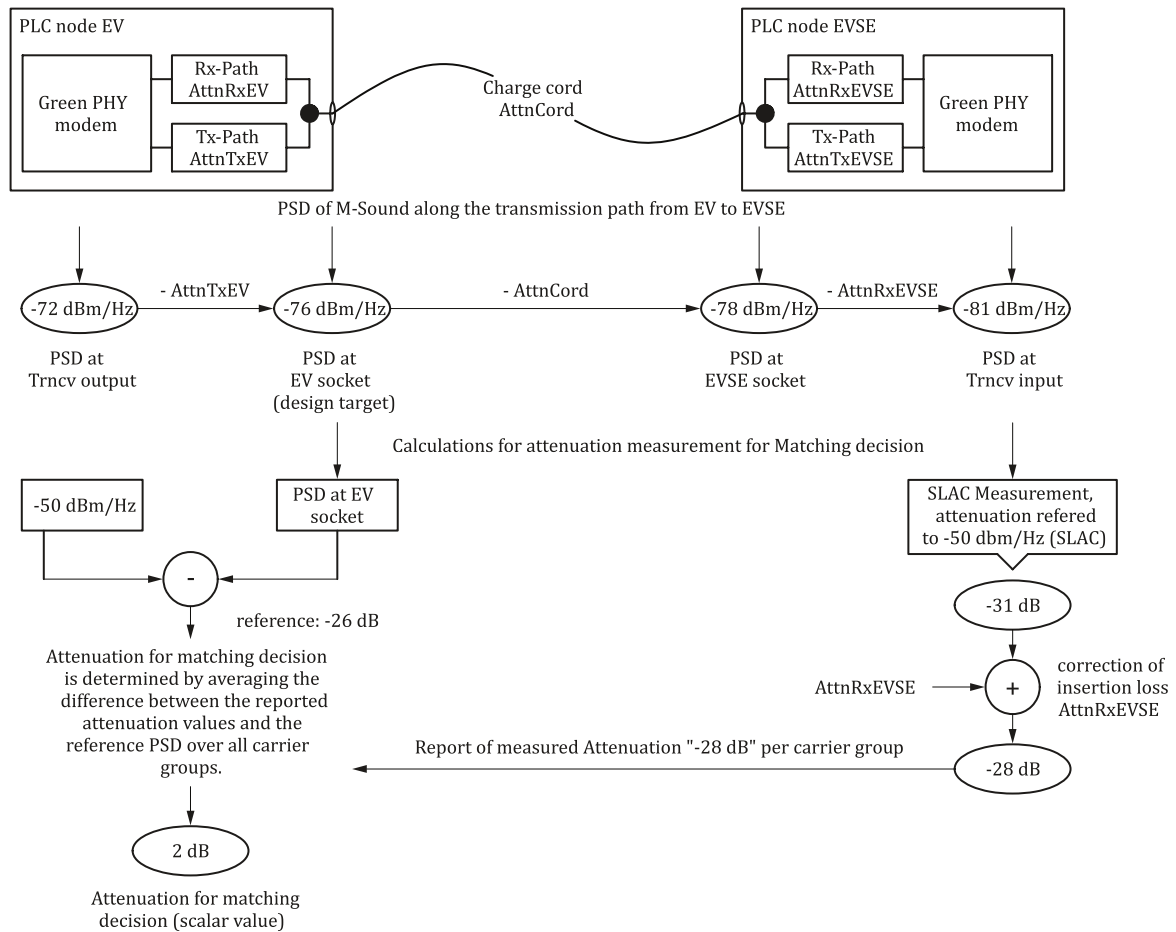 PLC node EV
Green PHY
modem
Rx-Path
AttnRxEV
Tx-Path
AttnTxEV
Charge cord
AttnCord
PLC node EVSE
Rx-Path
AttnRxEVSE
Tx-Path
AttnTxEVSE
Green PHY
modem
PSD of M-Sound along the transmission path from EV to EVSE
-72 dBm/Hz
- AttnTxEV
-76 dBm/Hz
- AttnCord
-78 dBm/Hz
- AttnRxEVSE
-81 dBm/Hz
PSD at
Trncv output
PSD at
EV socket
(design target)
PSD at
EVSE socket
PSD at
Trncv input
Calculations for attenuation measurement for Matching decision
-50 dBm/Hz
PSD at EV
socket
SLAC Measurement,
attenuation refered
to -50 dbm/Hz (SLAC)
-
reference: -26 dB
-31 dB
AttnRxEVSE
+
correction of
insertion loss
AttnRxEVSE
Attenuation for matching decision
is determined by averaging the
difference between the reported
attenuation values and the
reference PSD over all carrier
groups.
Report of measured Attenuation "-28 dB" per carrier group
-28 dB
2 dB
Attenuation for matching
decision (scalar value)